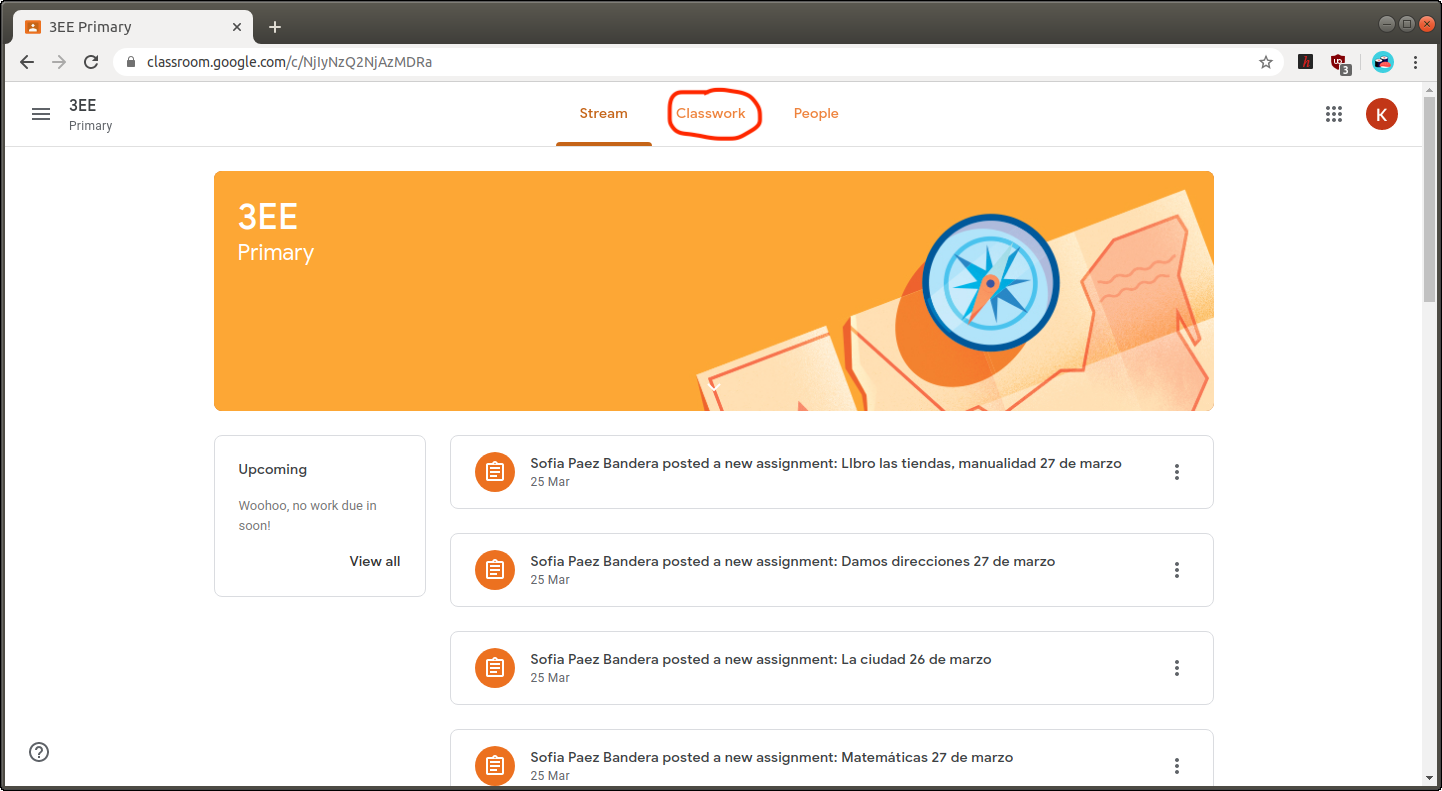 3EE Primary
classroom.google.com/c/NjIyNzQ2NjAzMDRa
3
3EE
Primary
Stream
Classwork
People
K
3EE
Primary
Upcoming
Woohoo, no work due in
soon!
View all
Sofia Paez Bandera posted a new assignment: LIbro las tiendas, manualidad 27 de marzo
25 Mar
Sofia Paez Bandera posted a new assignment: Damos direcciones 27 de marzo
25 Mar
Sofia Paez Bandera posted a new assignment: La ciudad 26 de marzo
25 Mar
Sofia Paez Bandera posted a new assignment: Matemáticas 27 de marzo
25 Mar